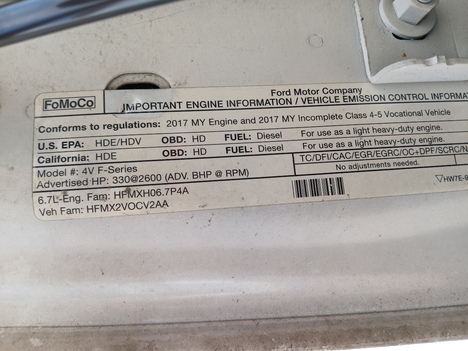 FoMoCo
Ford Motor Company
IMPORTANT ENGINE INFORMATION / VEHICLE EMISSION CONTROL INFORMAT
Conforms to regulations: 2017 MY Engine and 2017 MY Incomplete Class 4-5 Vocational Vehicle
U.S. EPA: HDE/HDV OBD: HD FUEL: Diesel For use as a light heavy-duty engine.
California: HDE OBD: HD FUEL: Diesel For use as a light heavy-duty engine.
Model #: 4V F-Series TC/DFI/CAC/EGR/EGRC/OC+DPF/SCRC/N
Advertised HP: 330@2600 (ADV. BHP @ RPM) No adjustments needed.
6.7L-Eng. Fam: HFMXH06.7P4A HW7E-9
Veh Fam: HFMX2VOCV2AA